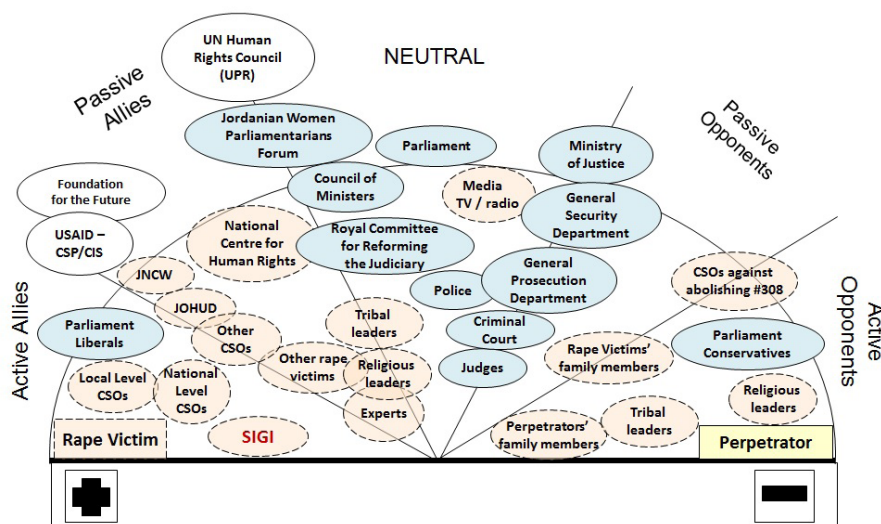 UN Human
Rights Council
(UPR)
NEUTRAL
Passive
Allies
Passive
Opponents
Jordanian Women
Parliamentarians
Forum
Parliament
Ministry
of Justice
Foundation
for the Future
Council of
Ministers
Media
TV / radio
General
Security
Department
USAID –
CSP/CIS
National
Centre for
Human Rights
Royal Committee
for Reforming
the Judiciary
JNCW
Police
General
Prosecution
Department
CSOs against
abolishing #308
Active Allies
Active
Opponents
JOHUD
Parliament
Liberals
Other
CSOs
Tribal
leaders
Criminal
Court
Parliament
Conservatives
Other rape
victims
Religious
leaders
Judges
Rape Victims'
family members
Local Level
CSOs
National
Level
CSOs
Experts
Religious
leaders
Rape Victim
SIGI
Perpetrators'
family members
Tribal
leaders
Perpetrator